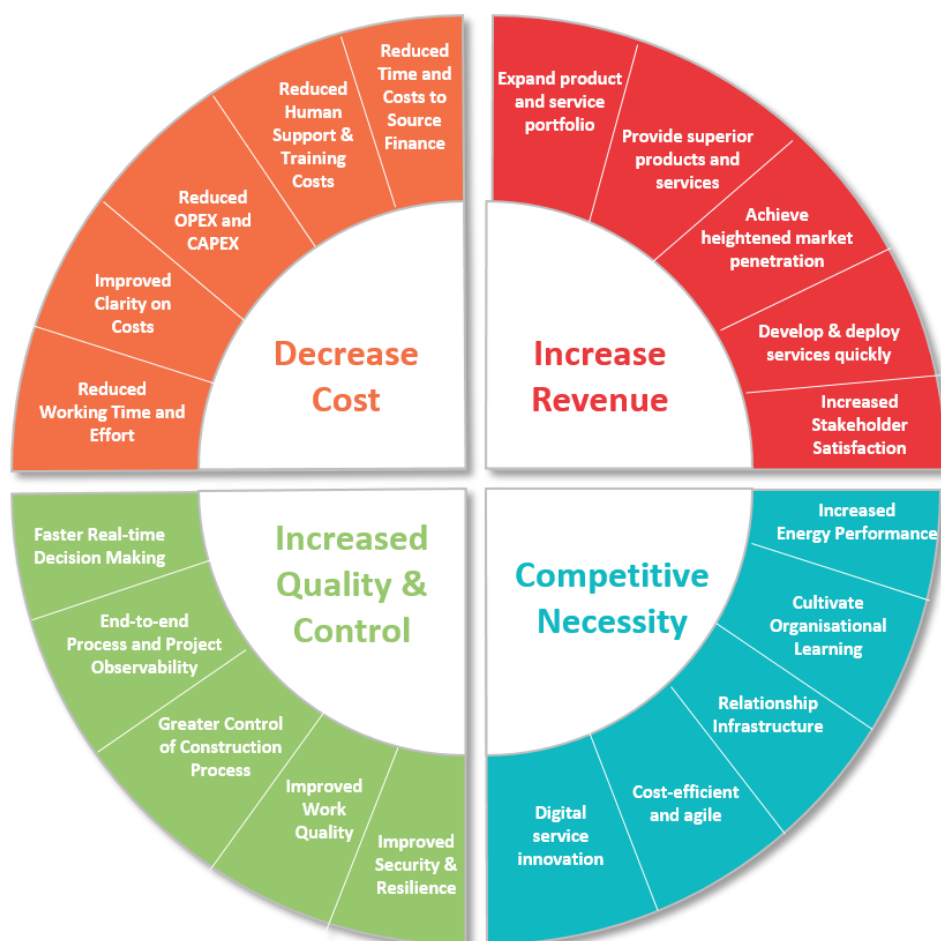 Reduced
Time and
Costs to
Source
Finance
Reduced
Human
Support &
Training
Costs
Reduced
OPEX and
CAPEX
Improved
Clarity on
Costs
Reduced
Working Time and
Effort
Decrease
Cost
Expand product
and service
portfolio
Provide superior
products and
services
Achieve
heightened market
penetration
Develop & deploy
services quickly
Increased
Stakeholder
Satisfaction
Increase
Revenue
Faster Real-time
Decision Making
End-to-end
Process and Project
Observability
Greater Control
of Construction
Process
Improved
Work
Quality
Improved
Security &
Resilience
Increased
Quality &
Control
Increased
Energy Performance
Cultivate
Organisational
Learning
Relationship
Infrastructure
Cost-efficient
and agile
Digital
service
innovation
Competitive
Necessity